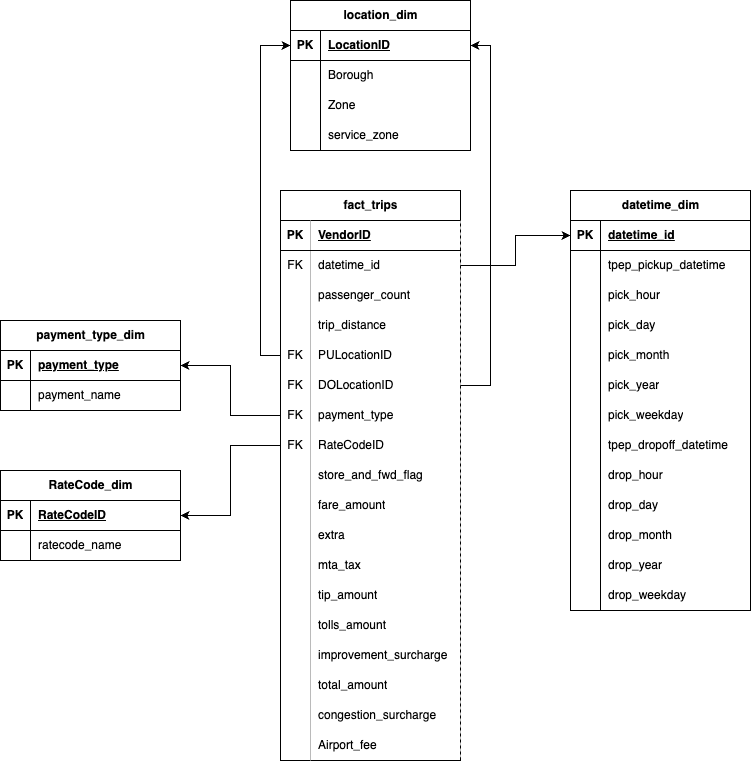 location_dim
PK LocationID
Borough
Zone
service_zone
fact_trips
PK VendorID
FK datetime_id
passenger_count
trip_distance
FK PULocationID
FK DOLocationID
FK payment_type
FK RateCodeID
store_and_fwd_flag
fare_amount
extra
mta_tax
tip_amount
tolls_amount
improvement_surcharge
total_amount
congestion_surcharge
Airport_fee
datetime_dim
PK datetime_id
tpep_pickup_datetime
pick_hour
pick_day
pick_month
pick_year
pick_weekday
tpep_dropoff_datetime
drop_hour
drop_day
drop_month
drop_year
drop_weekday
payment_type_dim
PK payment_type
payment_name
RateCode_dim
PK RateCodeID
ratecode_name